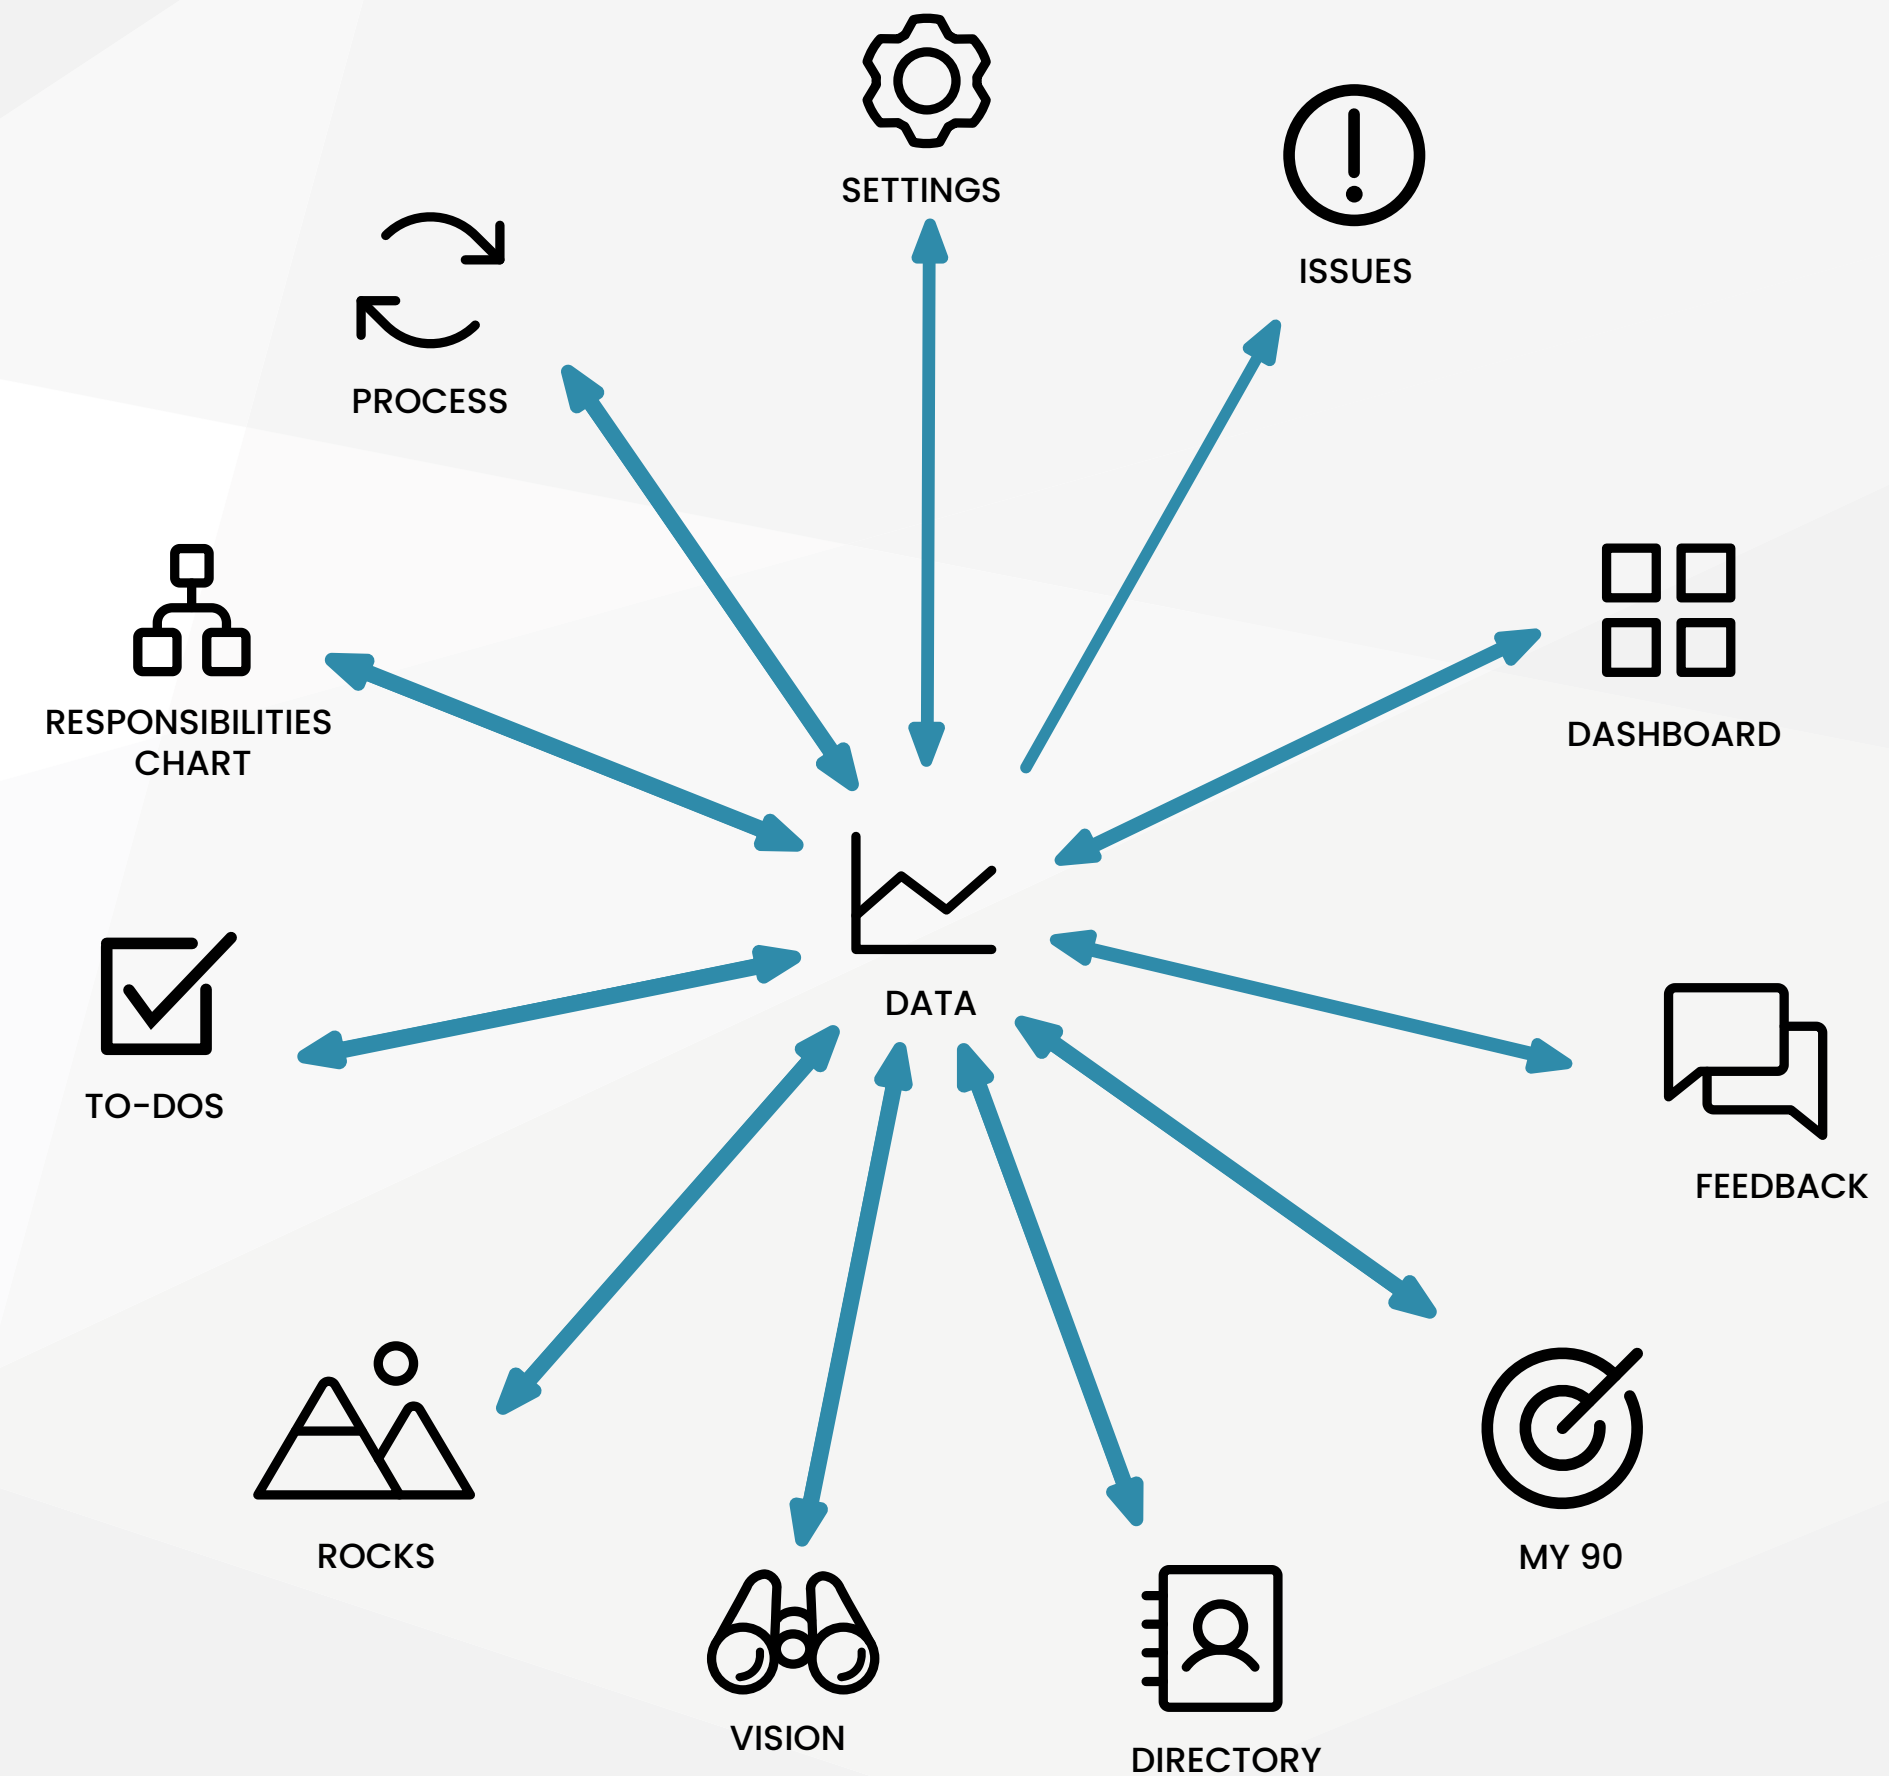 SETTINGS
ISSUES
PROCESS
RESPONSIBILITIES
CHART
DASHBOARD
DATA
TO-DOS
FEEDBACK
ROCKS
MY 90
VISION
DIRECTORY